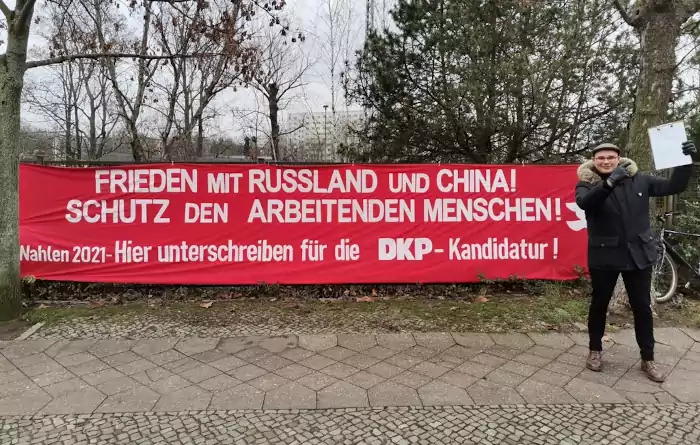 FRIEDEN MIT RUSSLAND UND CHINA!
SCHUTZ DEN ARBEITENDEN MENSCHEN!
Wahlen 2021-Hier unterschreiben für die DKP-Kandidatur!